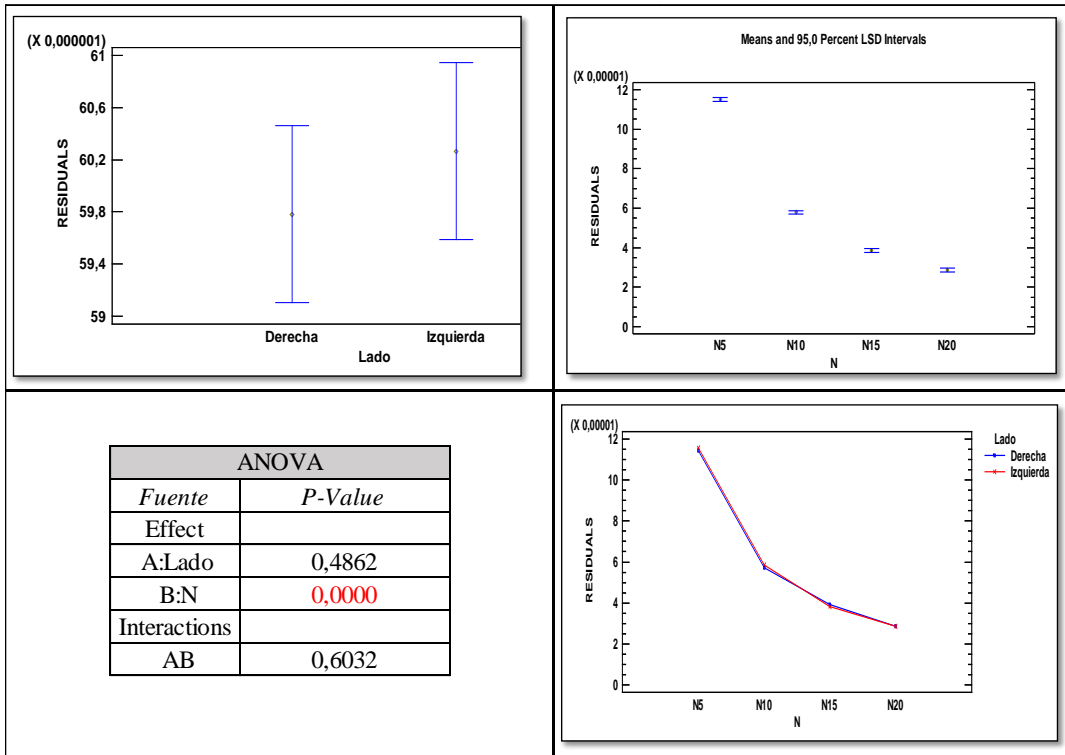 (X 0,000001)
61
60,6
60,2
59,8
59,4
59
RESIDUALS
Derecha Izquierda
Lado
Means and 95,0 Percent LSD Intervals
(X 0,00001)
12
10
8
6
4
2
0
RESIDUALS
N5 N10 N15 N20
N
ANOVA
Fuente P-Value
Effect
A:Lado 0,4862
B:N 0,0000
Interactions
AB 0,6032
(X 0,00001)
12
10
8
6
4
2
0
RESIDUALS
N5 N10 N15 N20
N
Lado
Derecha
Izquierda